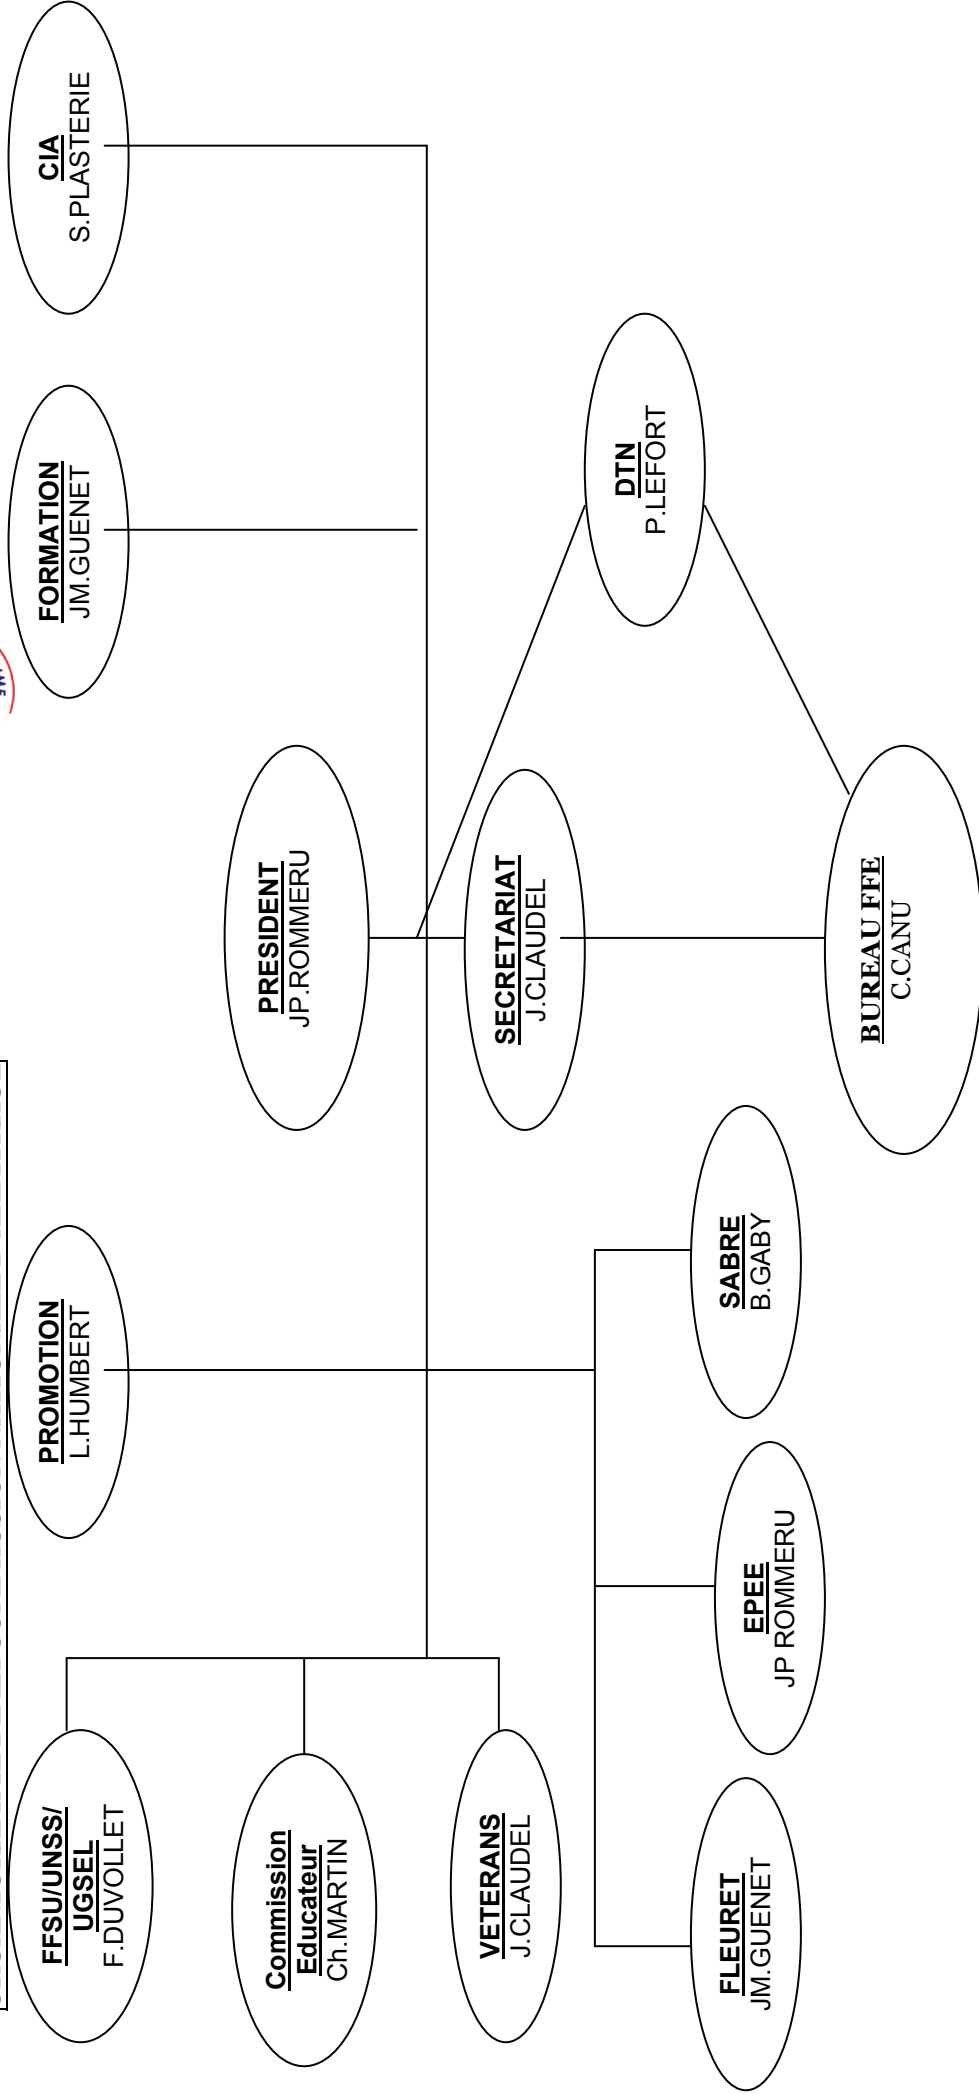 FFSU/UNSS/
UGSEL
F.DUVOLLET
PROMOTION
L.HUMBERT
FORMATION
JM.GUENET
CIA
S.PLASTERIE
Commission
Educateur
Ch.MARTIN
PRESIDENT
JP.ROMMERU
VETERANS
J.CLAUDEL
SECRETARIAT
J.CLAUDEL
DTN
P.LEFORT
FLEURET
JM.GUENET
EPEE
JP ROMMERU
SABRE
B.GABY
BUREAU FFE
C.CANU